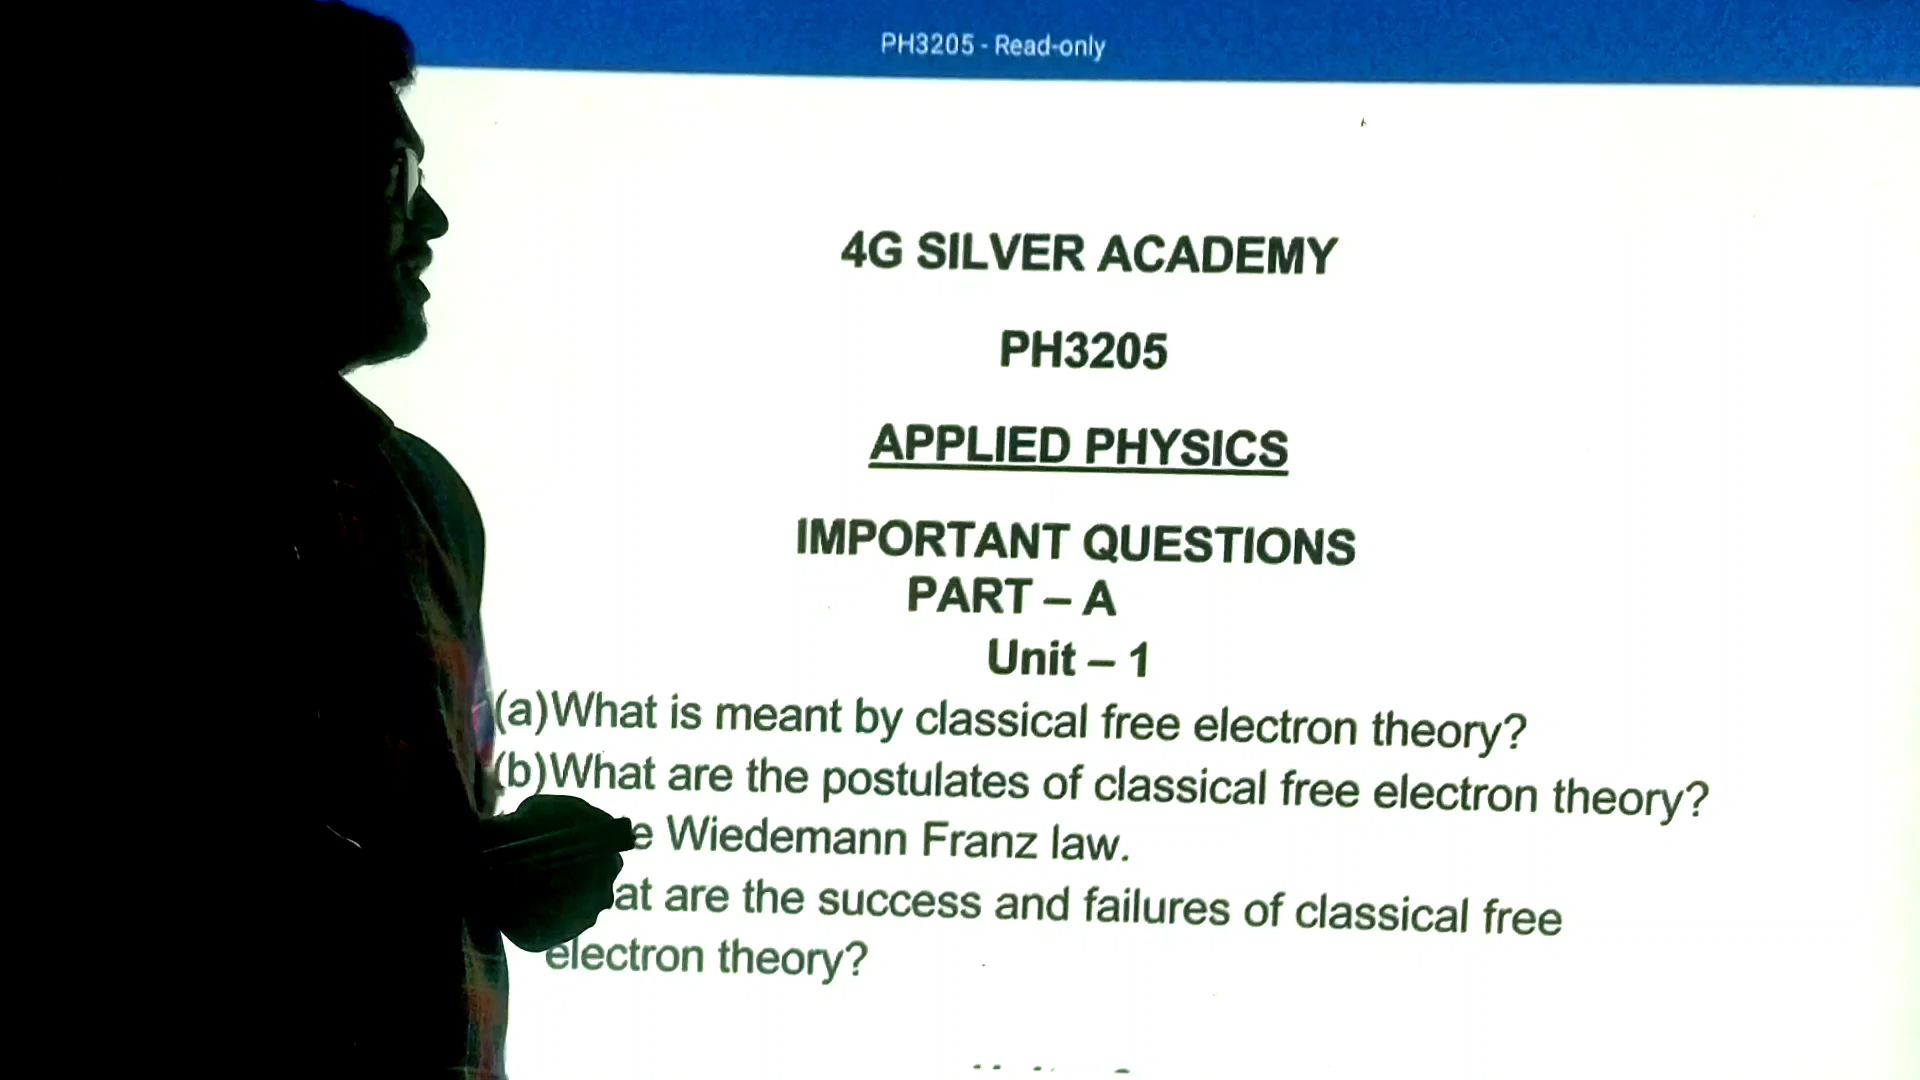 PH3205 - Read-only
4G SILVER ACADEMY
PH3205
APPLIED PHYSICS
IMPORTANT QUESTIONS
PART – A
Unit – 1
(a)What is meant by classical free electron theory?
(b)What are the postulates of classical free electron theory?
Wiedemann Franz law.
are the success and failures of classical free
electron theory?